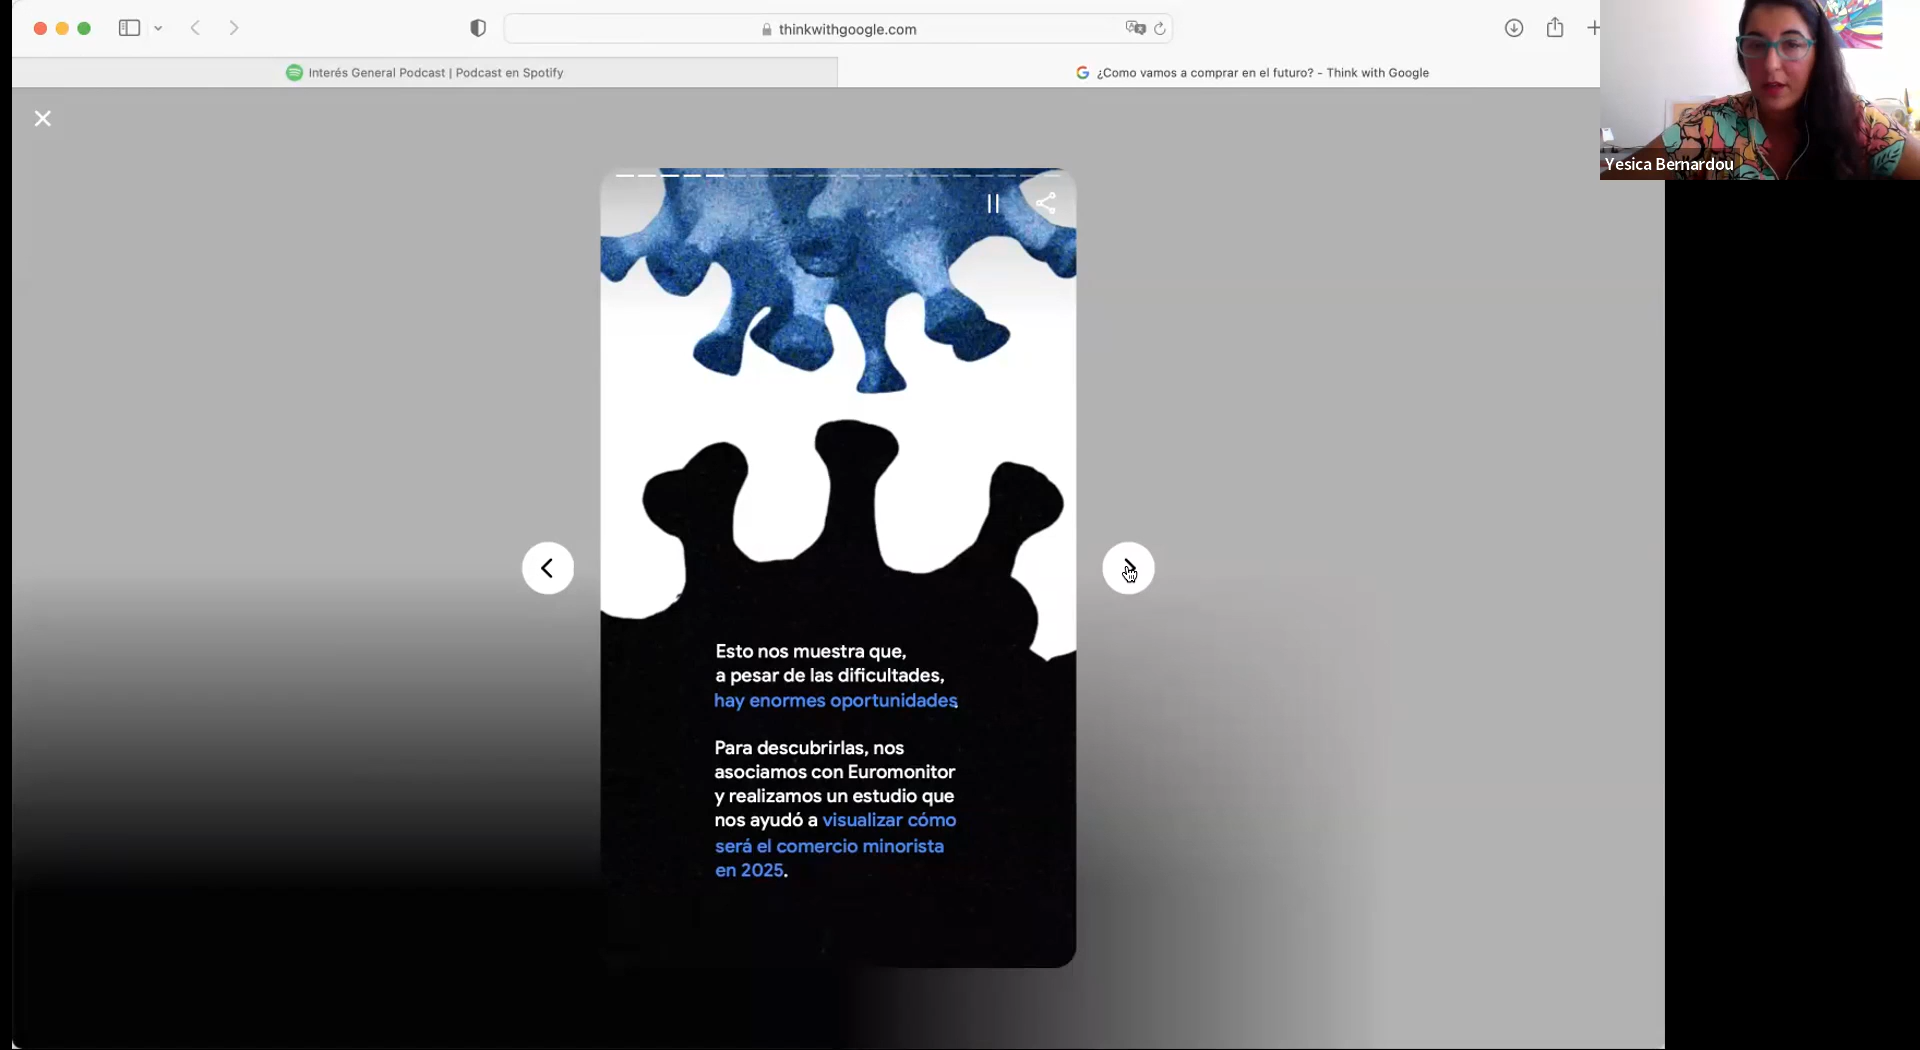 thinkwithgoogle.com
Interés General Podcast | Podcast en Spotify
¿Como vamos a comprar en el futuro? - Think with Google
Yesica Bernardou
Esto nos muestra que,
a pesar de las dificultades,
hay enormes oportunidades.
Para descubrirlas, nos
asociamos con Euromonitor
y realizamos un estudio que
nos ayudó a visualizar cómo
será el comercio minorista
en 2025.